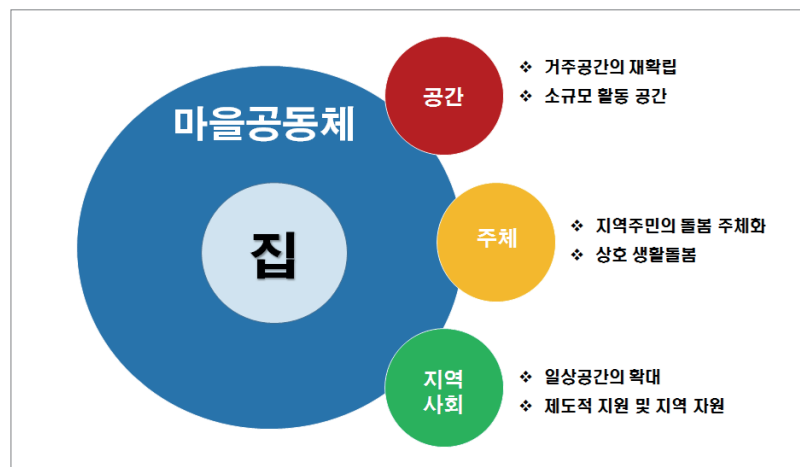 마을공동체
집
공간
❖ 거주공간의 재확립
❖ 소규모 활동 공간
주체
❖ 지역주민의 돌봄 주체화
❖ 상호 생활돌봄
지역
사회
❖ 일상공간의 확대
❖ 제도적 지원 및 지역 자원